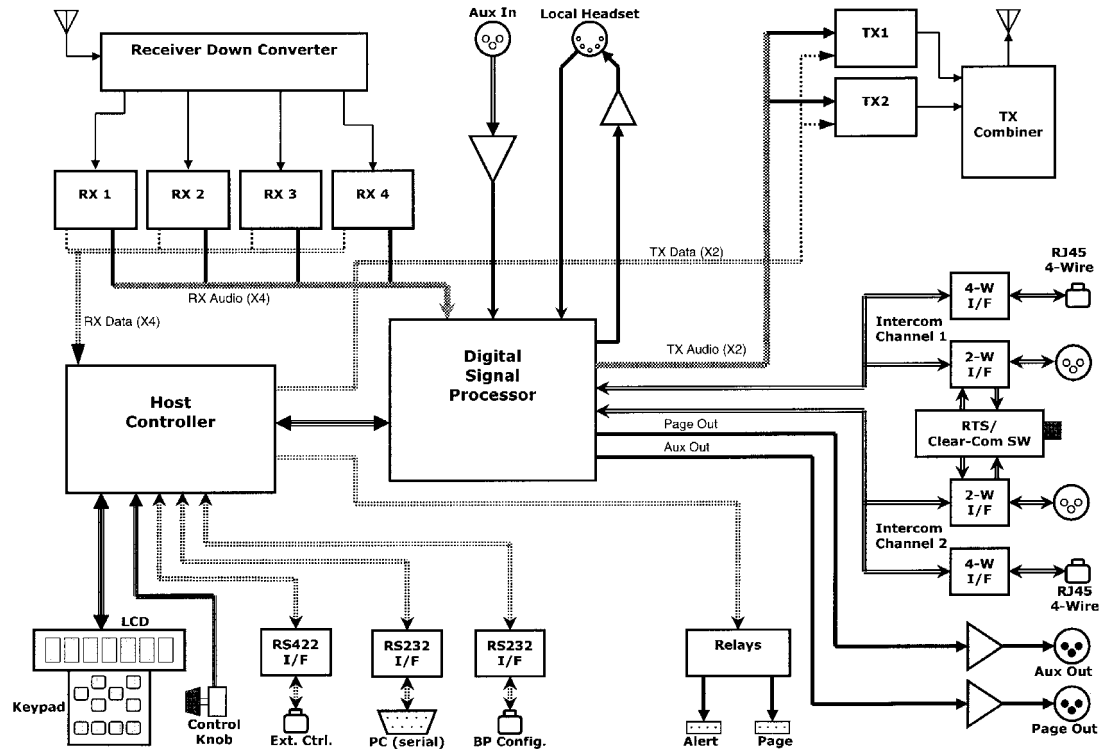 Aux In
Local Headset
Receiver Down Converter
TX1
TX2
TX
Combiner
RX 1
RX 2
RX 3
RX 4
TX Data (X2)
RX Audio (X4)
RX Data (X4)
RJ45
4-Wire
4-W
I/F
Intercom
Channel 1
TX Audio (X2)
2-W
I/F
Digital
Signal
Processor
Host
Controller
RTS/
Clear-Com SW
Page Out
Aux Out
2-W
I/F
Intercom
Channel 2
4-W
I/F
RJ45
4-Wire
LCD
RS422
I/F
RS232
I/F
RS232
I/F
Relays
Aux Out
Keypad
Control
Knob
Ext. Ctrl.
PC (serial)
BP Config.
Alert
Page
Page Out